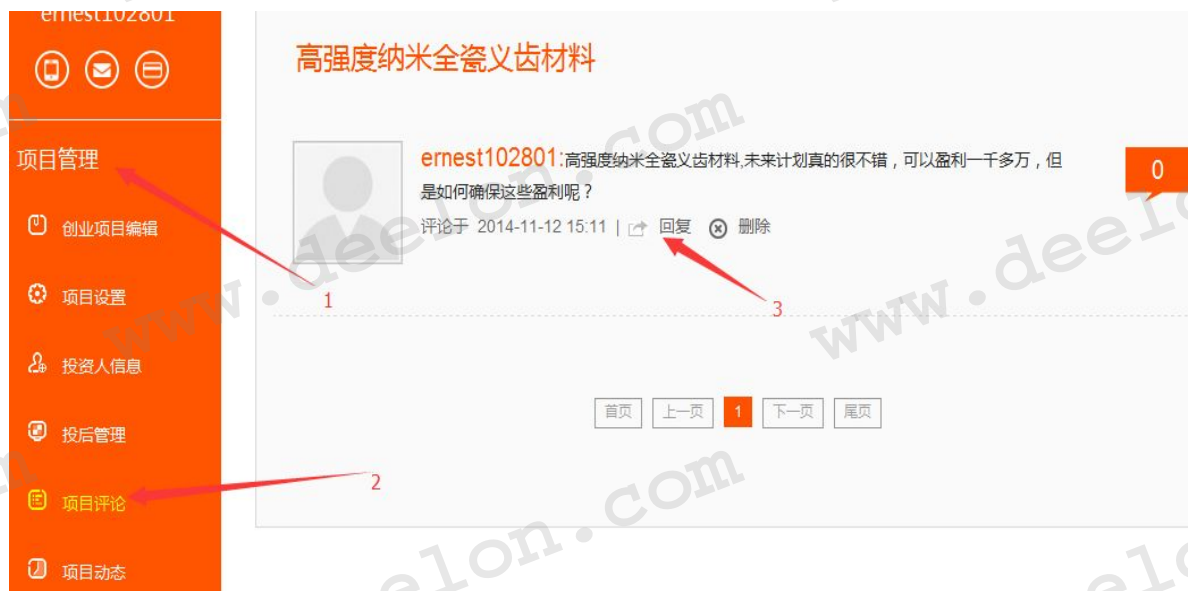 ernest102801
高强度纳米全瓷义齿材料
项目管理
创业项目编辑
项目设置
投资人信息
投后管理
项目评论
项目动态
ernest102801:高强度纳米全瓷义齿材料,未来计划真的很不错，可以盈利一千多万，但
是如何确保这些盈利呢？
评论于 2014-11-12 15:11 | 回复 删除
0
1
2
3
首页 上一页 1 下一页 尾页
www.deelon.com
www.deelon
elon.com
elo